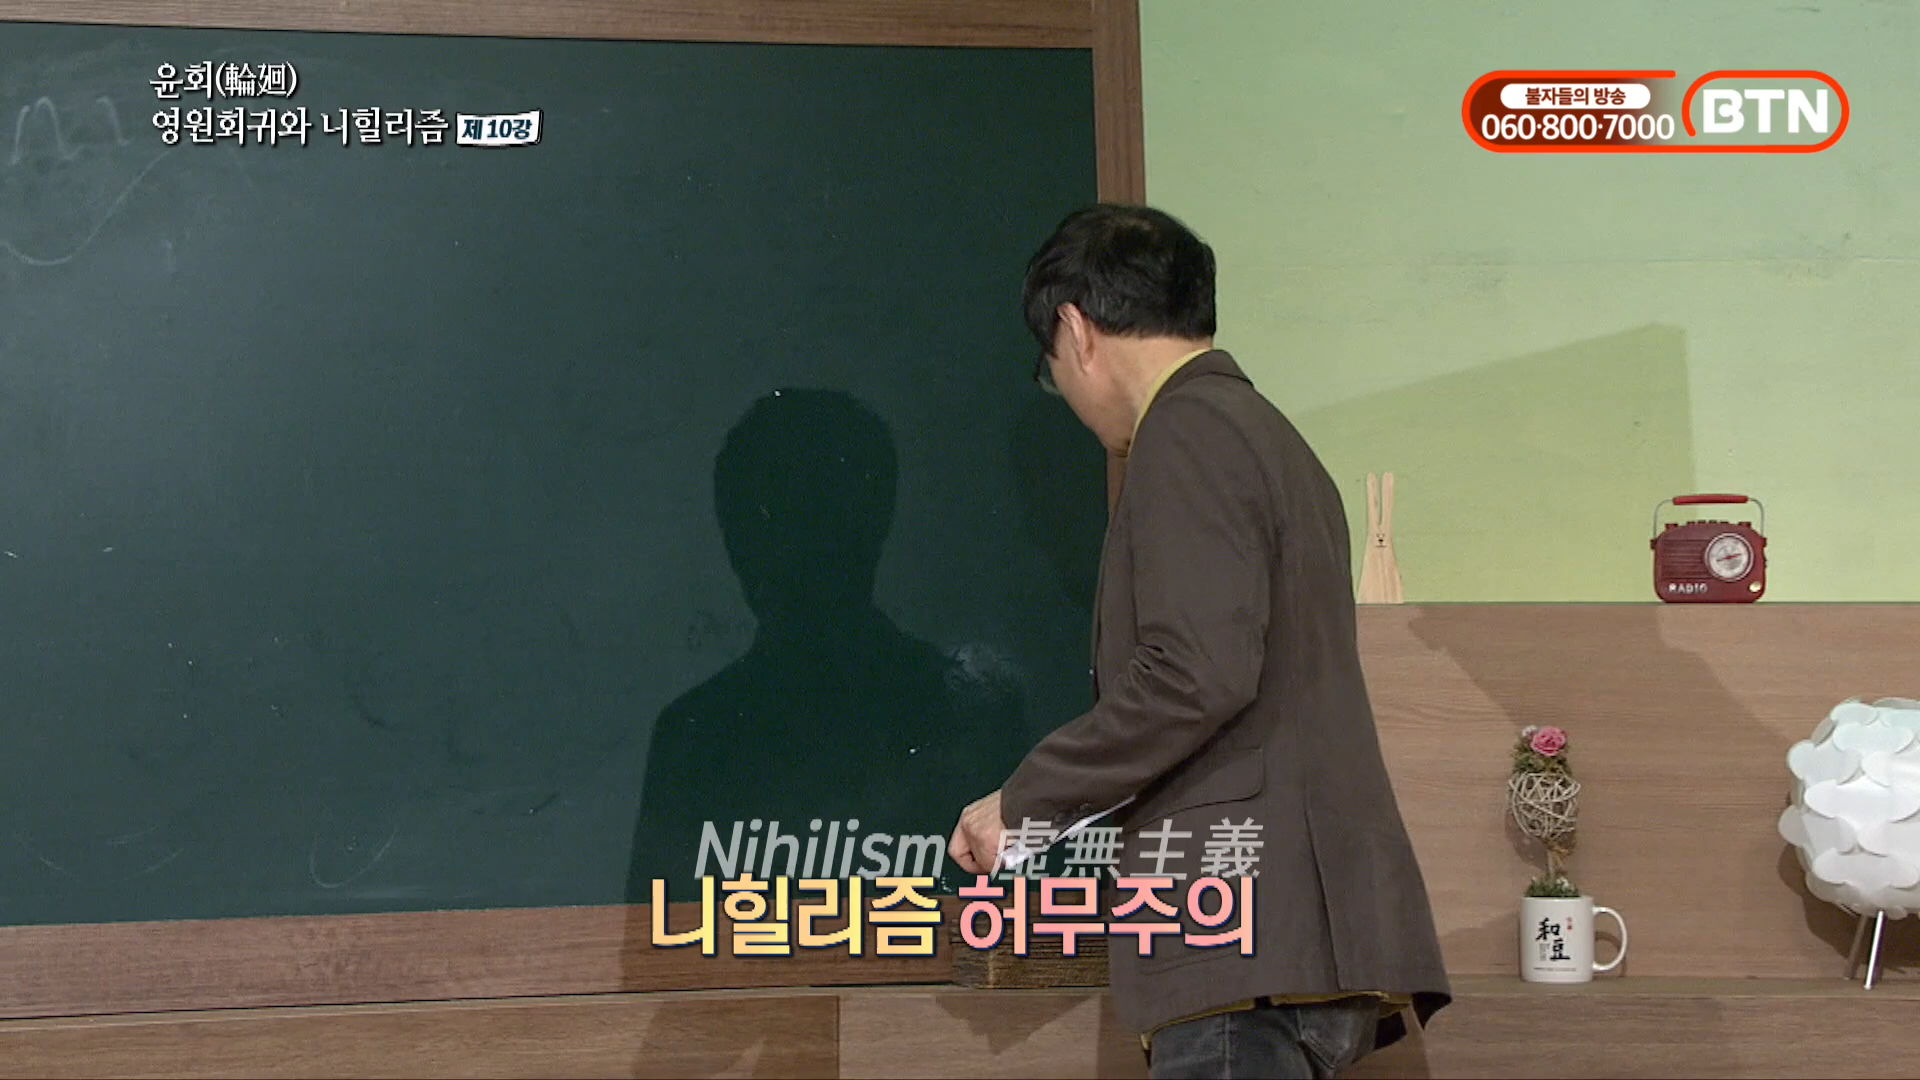 윤회(輪廻)
영원회귀와 니힐리즘 제10강
불자들의 방송
060·800·7000
BTN
RADIO
和
豆
Nihilism 虛無主義
니힐리즘 허무주의